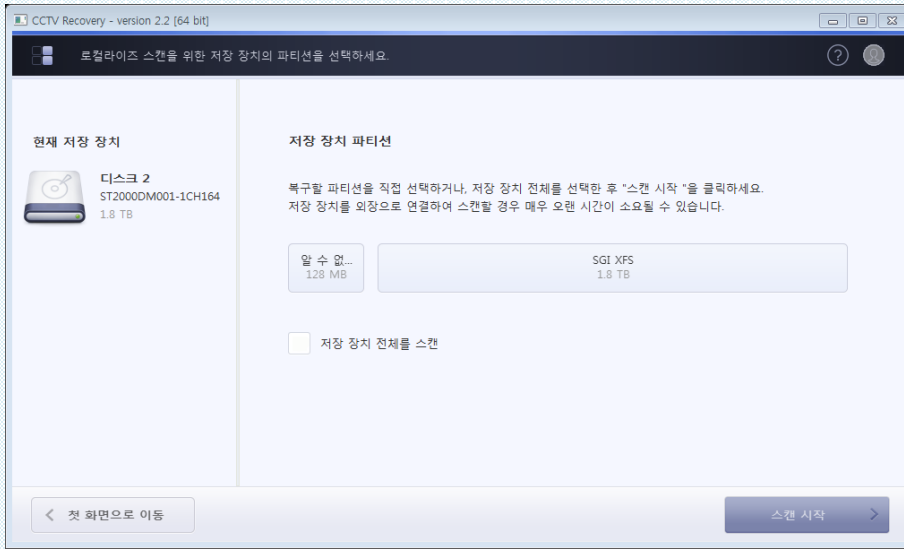 CCTV Recovery - version 2.2 [64 bit]
로컬라이즈 스캔을 위한 저장 장치의 파티션을 선택하세요.
?
현재 저장 장치
디스크 2
ST2000DM001-1CH164
1.8 TB
저장 장치 파티션
복구할 파티션을 직접 선택하거나, 저장 장치 전체를 선택한 후 "스캔 시작 "을 클릭하세요.
저장 장치를 외장으로 연결하여 스캔할 경우 매우 오랜 시간이 소요될 수 있습니다.
알 수 없...
128 MB
SGI XFS
1.8 TB
저장 장치 전체를 스캔
첫 화면으로 이동
스캔 시작